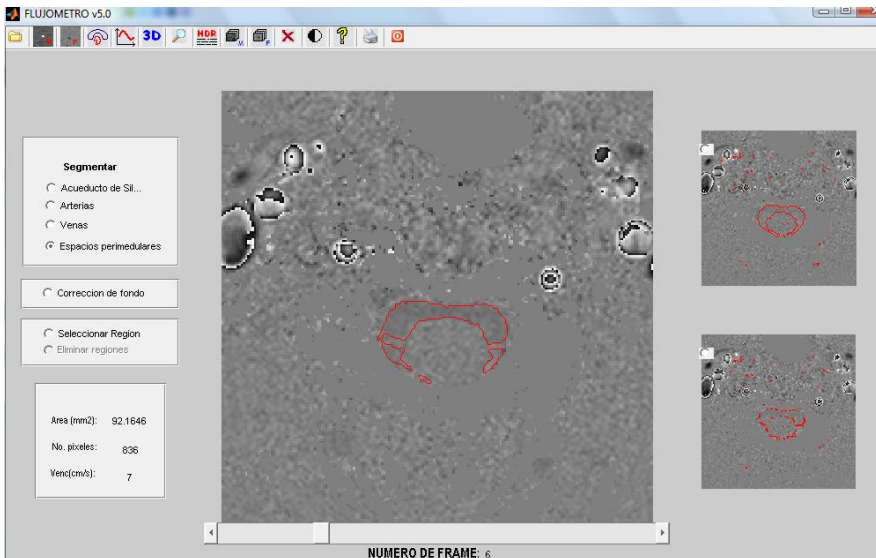 FLUJOMETRO v5.0
3D
HDR
M
F
Segmentar
Acueducto de Sil...
Arterias
Venas
Espacios perimedulares
Correccion de fondo
Seleccionar Region
Eliminar regiones
Area (mm2): 92.1646
No. pixeles: 836
Venc(cm/s): 7
NUMERO DE FRAME: 6